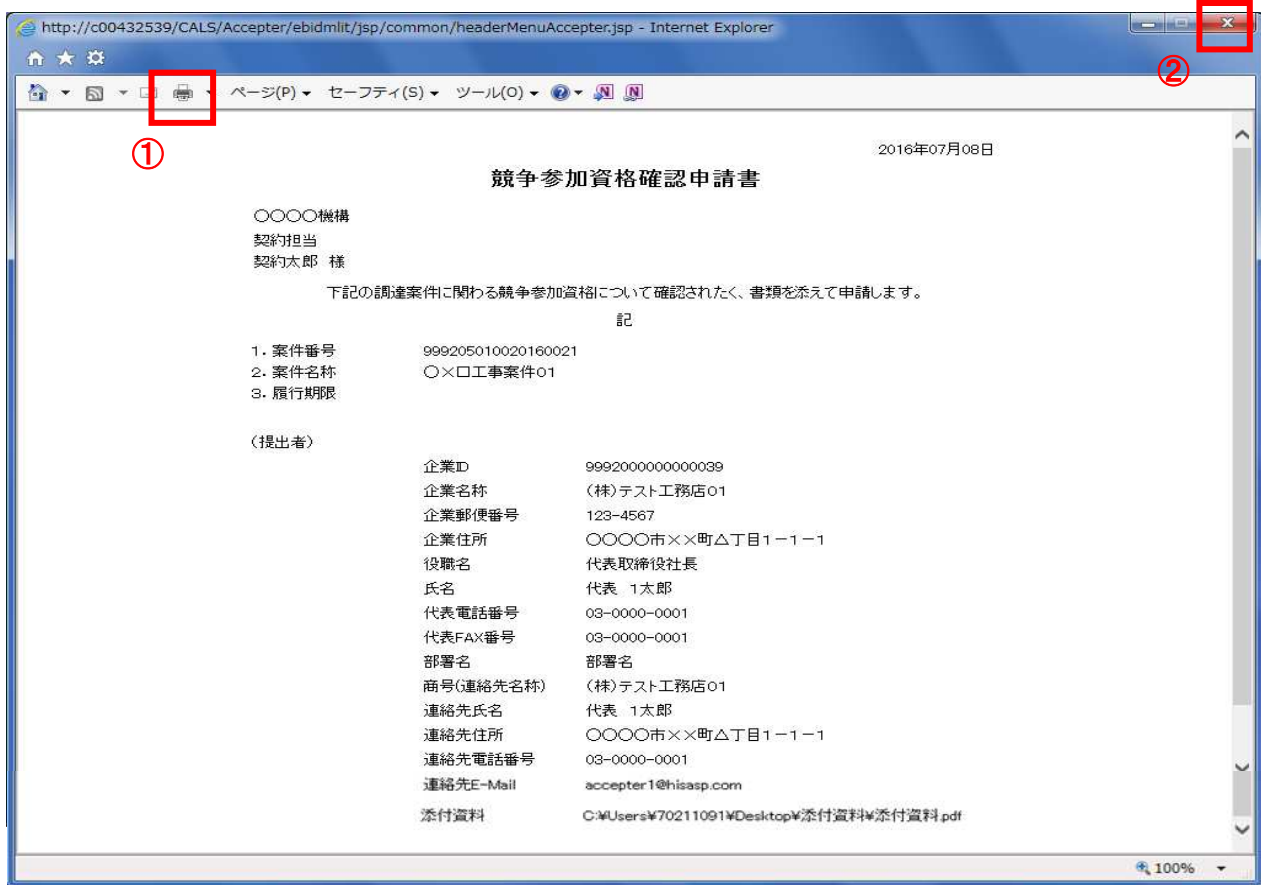 http://c00432539/CALS/Accepter/ebidmlit/jsp/common/headerMenuAccepter.jsp - Internet Explorer
②
ページ(P) セーフティ(S) ツール(O)
①
2016年07月08日
競争参加資格確認申請書
〇〇〇〇機構
契約担当
契約太郎 様
下記の調達案件に関わる競争参加資格について確認されたく、書類を添えて申請します。
記
1. 案件番号 999205010020160021
2. 案件名称 〇×口工事案件01
3. 履行期限
(提出者)
企業ID 9992000000000039
企業名称 (株)テスト工務店01
企業郵便番号 123-4567
企業住所 〇〇〇〇市××町△丁目1-1-1
役職名 代表取締役社長
氏名 代表 1太郎
代表電話番号 03-0000-0001
代表FAX番号 03-0000-0001
部署名 部署名
商号(連絡先名称) (株)テスト工務店01
連絡先氏名 代表 1太郎
連絡先住所 〇〇〇〇市××町△丁目1-1-1
連絡先電話番号 03-0000-0001
連絡先E-Mail accepter1@hisasp.com
添付資料 C:¥Users¥70211091¥Desktop¥添付資料¥添付資料.pdf
100%